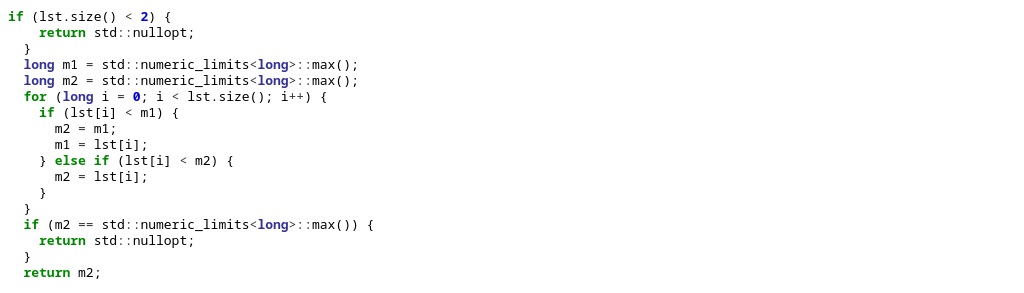 if (lst.size() < 2) {
    return std::nullopt;
  }
  long m1 = std::numeric_limits<long>::max();
  long m2 = std::numeric_limits<long>::max();
  for (long i = 0; i < lst.size(); i++) {
    if (lst[i] < m1) {
      m2 = m1;
      m1 = lst[i];
    } else if (lst[i] < m2) {
      m2 = lst[i];
    }
  }
  if (m2 == std::numeric_limits<long>::max()) {
    return std::nullopt;
  }
  return m2;